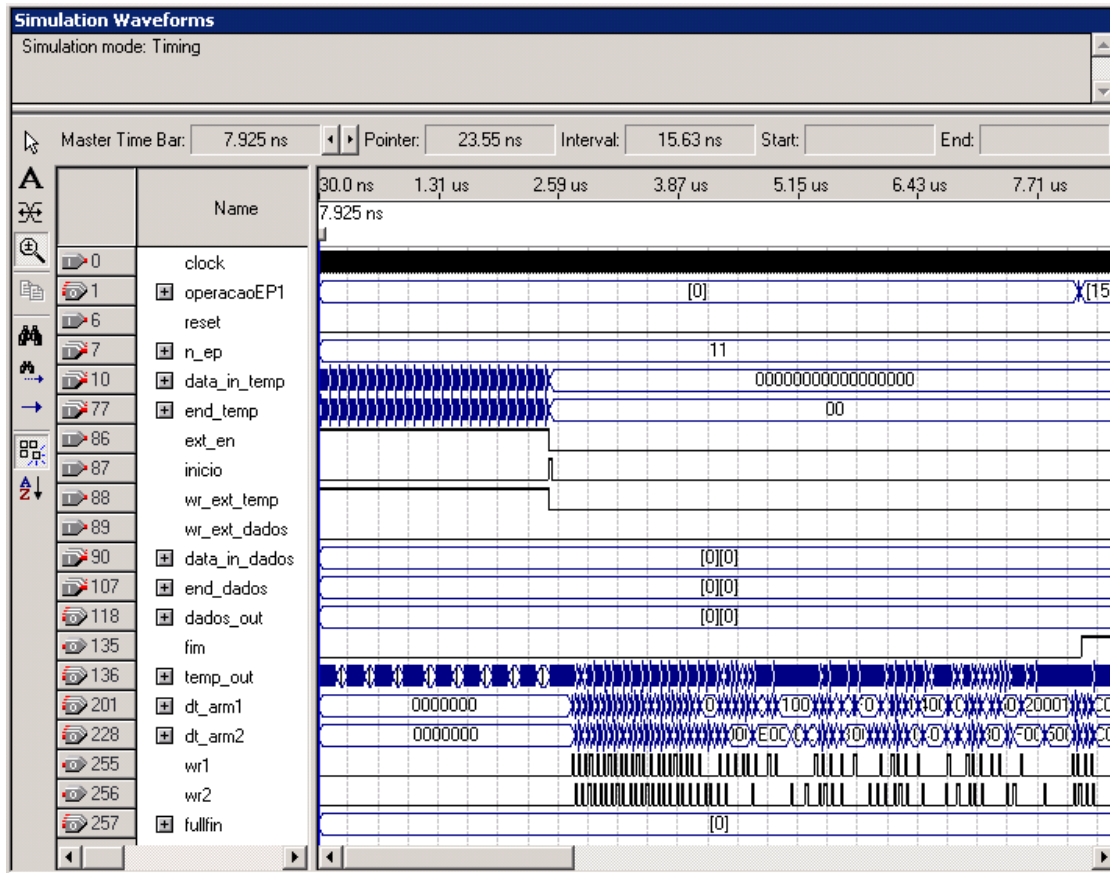 Simulation Waveforms
Simulation mode: Timing
Master Time Bar: 7.925 ns Pointer: 23.55 ns Interval: 15.63 ns Start: End:
A
Name 30.0 ns 1.31 us 2.59 us 3.87 us 5.15 us 6.43 us 7.71 us
7.925 ns
0 clock
1 operacaoEP1 [0] [15
6 reset
7 n_ep 11
10 data_in_temp 00000000000000000
77 end_temp 00
86 ext_en
87 inicio
88 wr_ext_temp
89 wr_ext_dados
90 data_in_dados [0][0]
107 end_dados [0][0]
118 dados_out [0][0]
135 fim
136 temp_out
201 dt_arm1 0000000 100 20001
228 dt_arm2 0000000
255 wr1
256 wr2
257 fullfin [0]